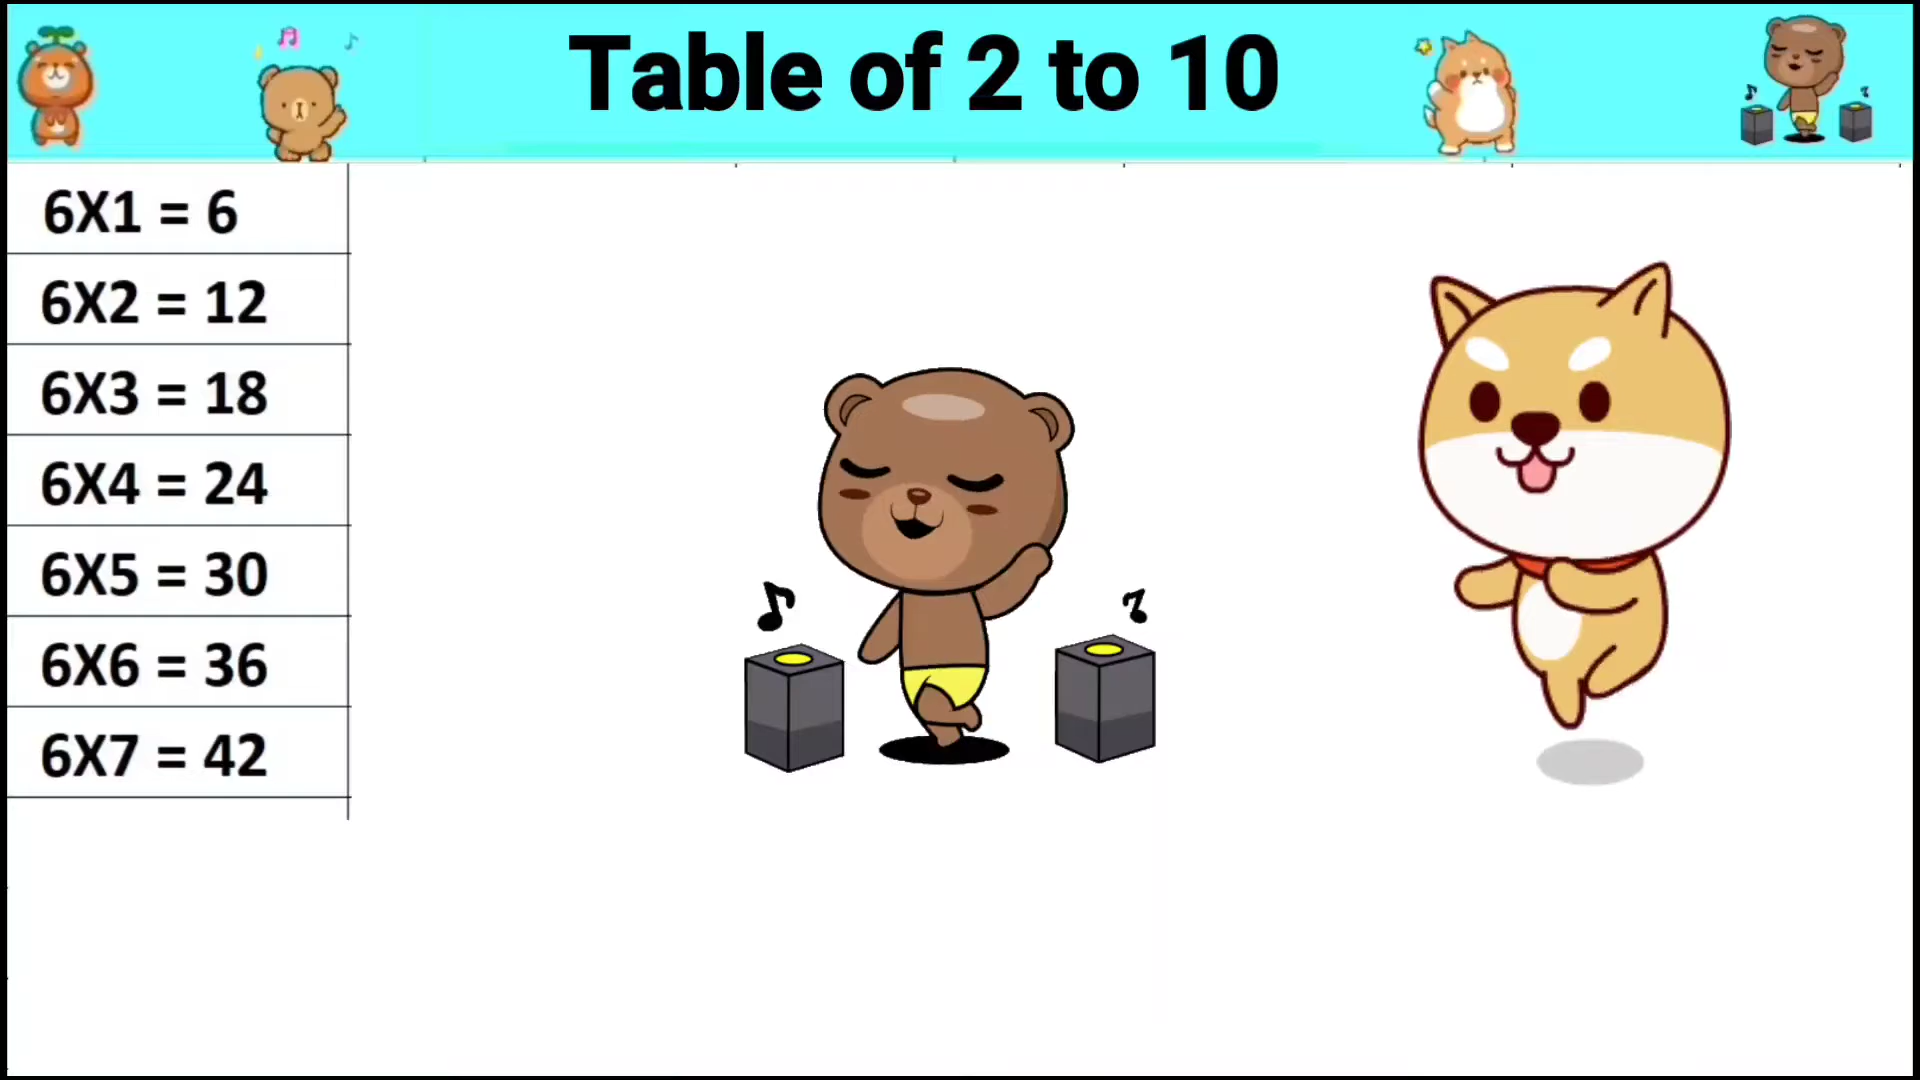 Table of 2 to 10
6X1 = 6
6X2 = 12
6X3 = 18
6X4 = 24
6X5 = 30
6X6 = 36
6X7 = 42